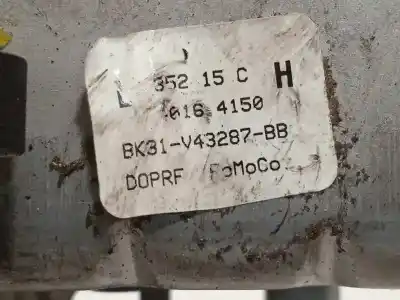 L 352 15 C H
016 4150
BK31-V43287-BB
DOPRF FoMoCo